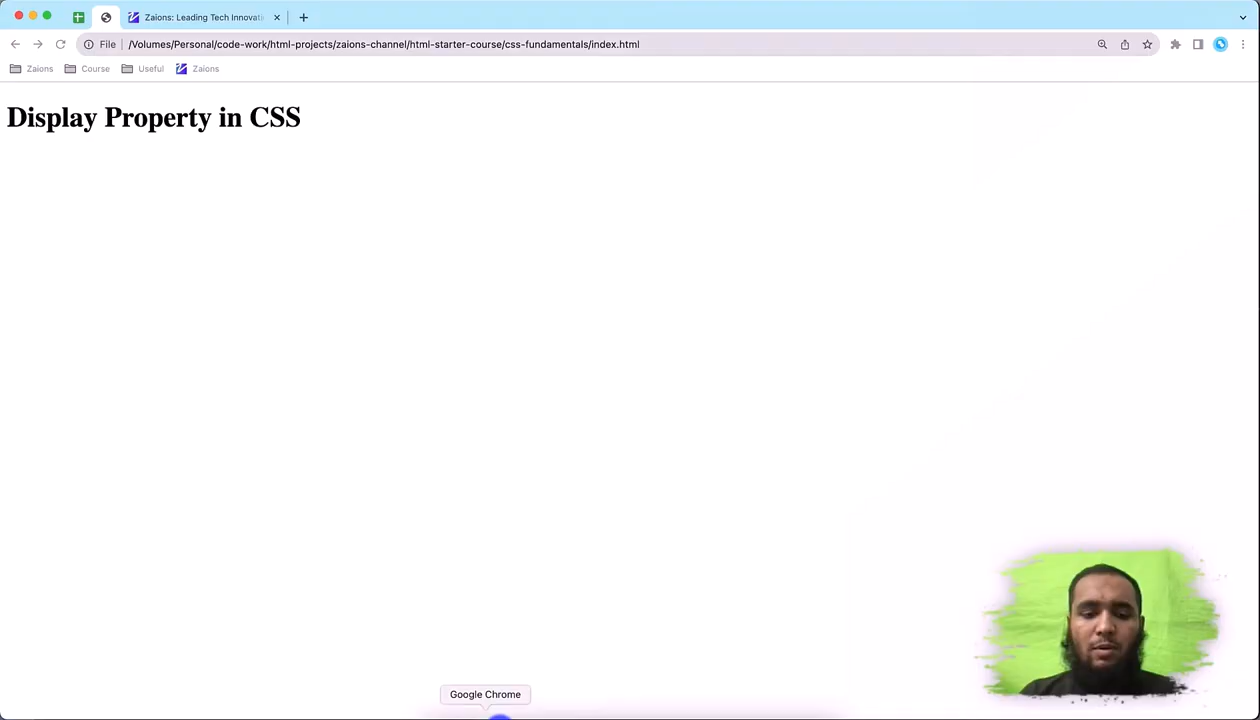 Zaions: Leading Tech Innovati
File
/Volumes/Personal/code-work/html-projects/zaions-channel/html-starter-course/css-fundamentals/index.html
Zaions Course Useful Zaions
Display Property in CSS
Google Chrome